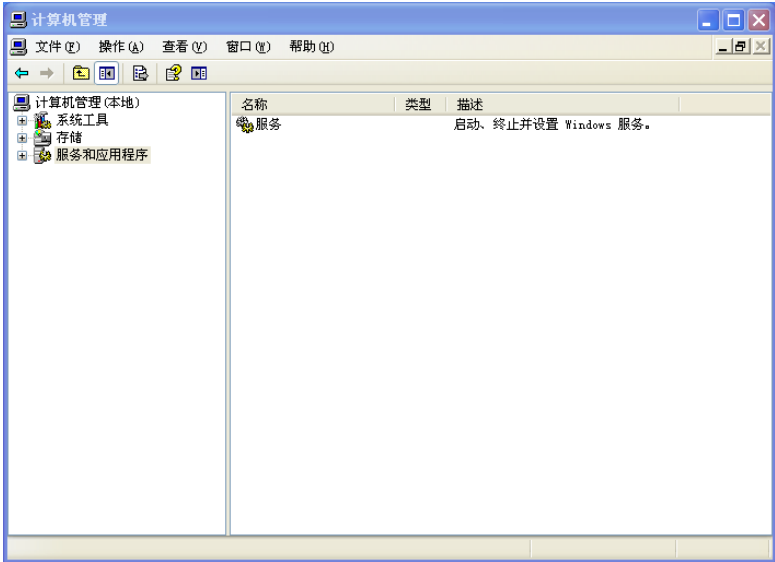 计算机管理
文件(F) 操作(A) 查看(V) 窗口(W) 帮助(H)
计算机管理(本地)
系统工具
存储
服务和应用程序
名称 类型 描述
服务 启动、终止并设置 Windows 服务。